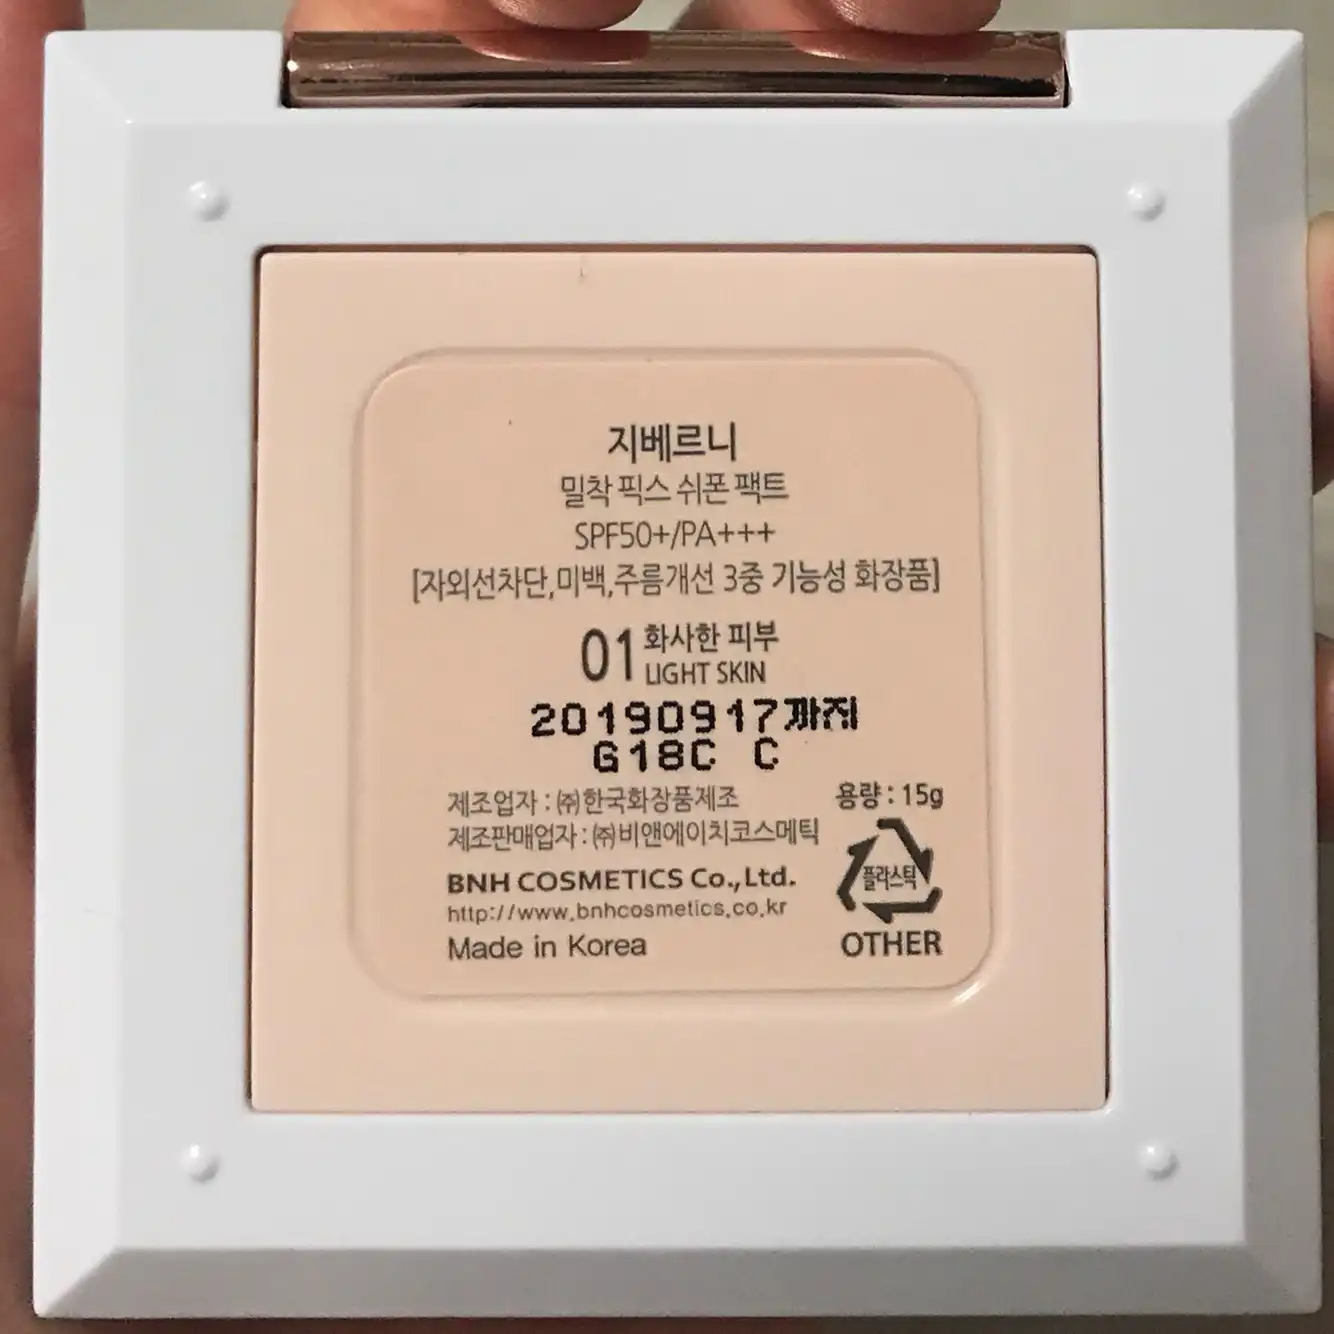 지베르니
밀착 픽스 쉬폰 팩트
SPF50+/PA+++
[자외선차단,미백,주름개선 3중 기능성 화장품]
01 화사한 피부
LIGHT SKIN
20190917까지
G18C C
제조업자 : ㈜한국화장품제조
용량 : 15g
제조판매업자 : ㈜비앤에이치코스메틱
플라스틱
BNH COSMETICS Co.,Ltd.
http://www.bnhcosmetics.co.kr
Made in Korea
OTHER